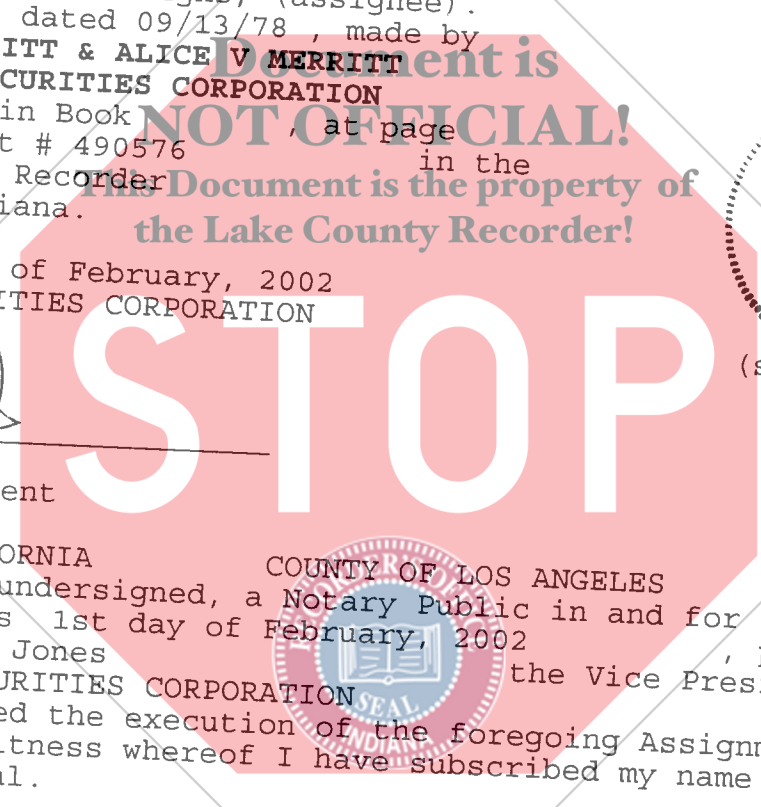 (assignee).
dated 09/13/78 , made by
ITT & ALICE V MERRITT
CURITIES CORPORATION
in Book , at page
t # 490576 in the
Recorder
iana.
Document is
NOT OFFICIAL!
This Document is the property of
the Lake County Recorder!
of February, 2002
ITIES CORPORATION
STOP
(s
ent
ORNIA COUNTY OF LOS ANGELES
undersigned, a Notary Public in and for
s 1st day of February, 2002
Jones , 
URITIES CORPORATION the Vice Presi
ed the execution of the foregoing Assignm
itness whereof I have subscribed my name
al.
SEAL
INDIANA